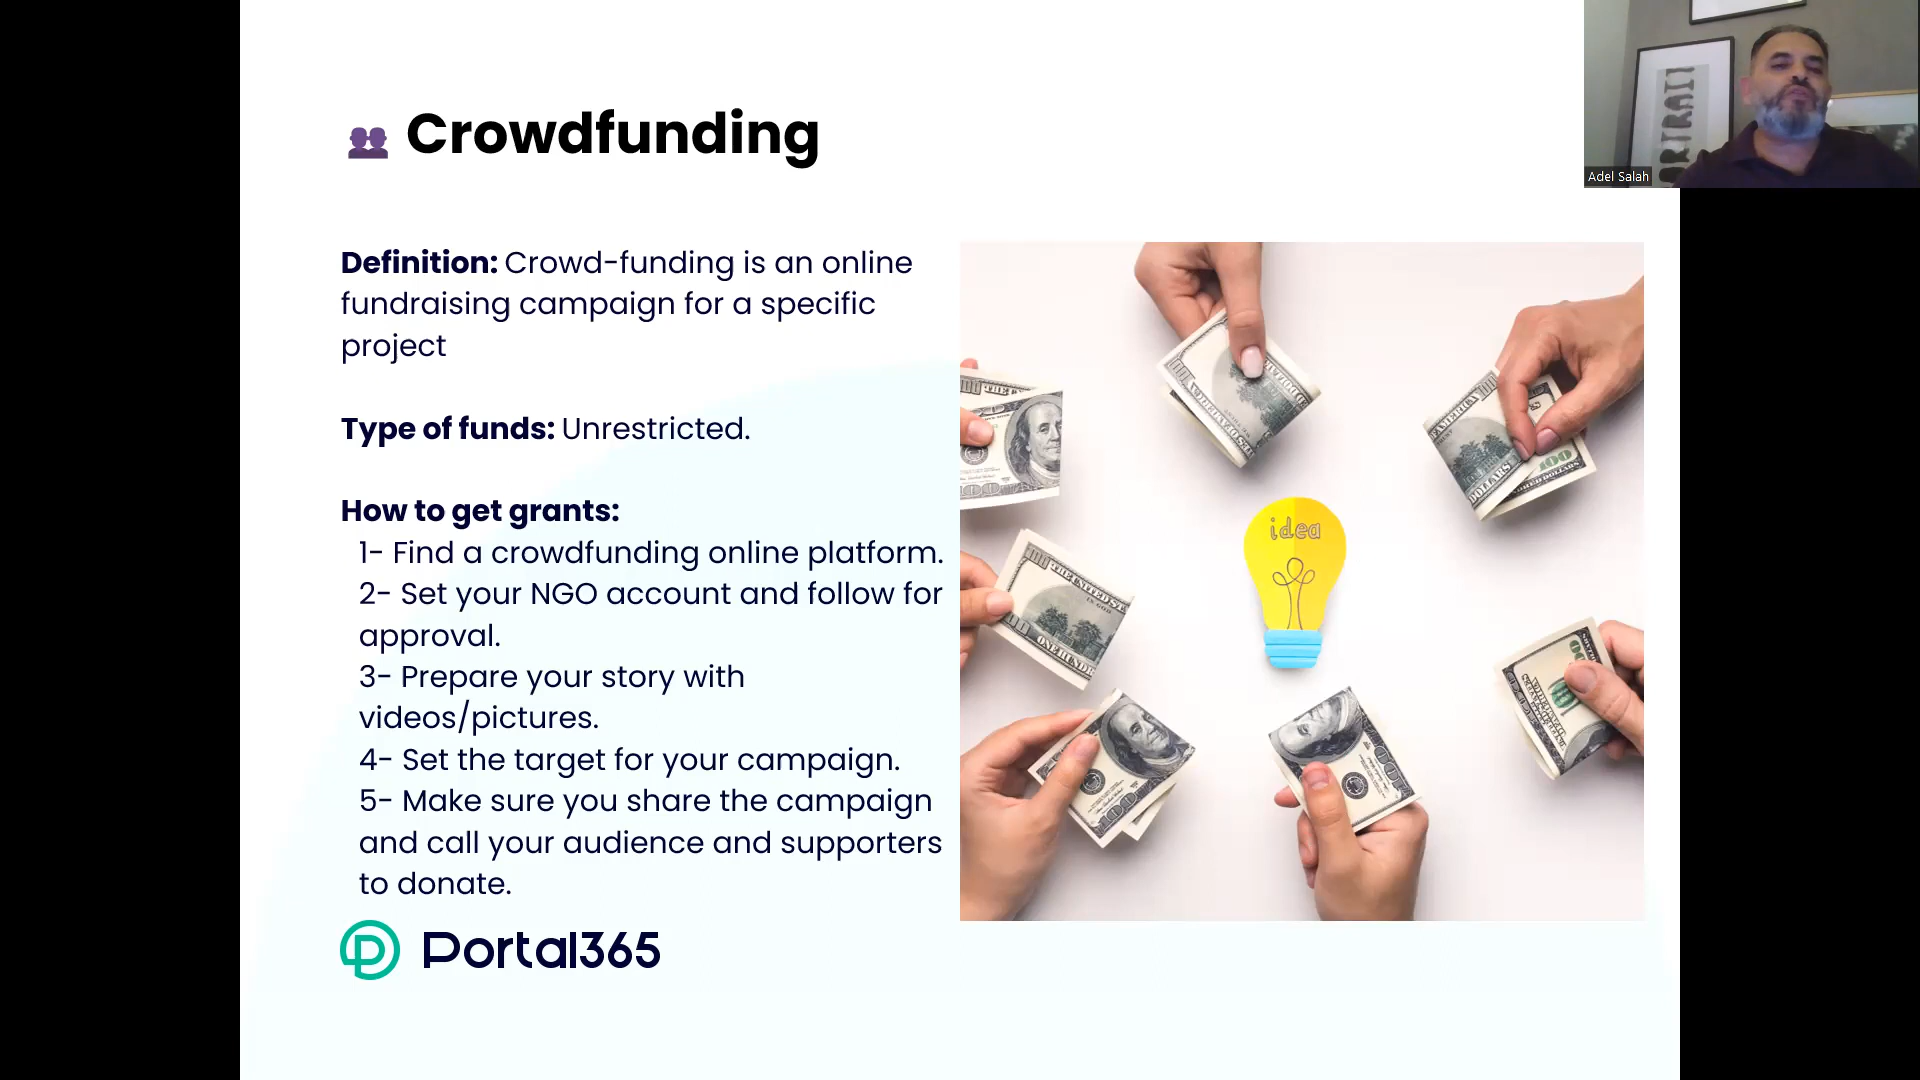 Crowdfunding
Adel Salah
Definition: Crowd-funding is an online
fundraising campaign for a specific
project
Type of funds: Unrestricted.
How to get grants:
1- Find a crowdfunding online platform.
2- Set your NGO account and follow for
approval.
3- Prepare your story with
videos/pictures.
4- Set the target for your campaign.
5- Make sure you share the campaign
and call your audience and supporters
to donate.
idea
100
Portal365